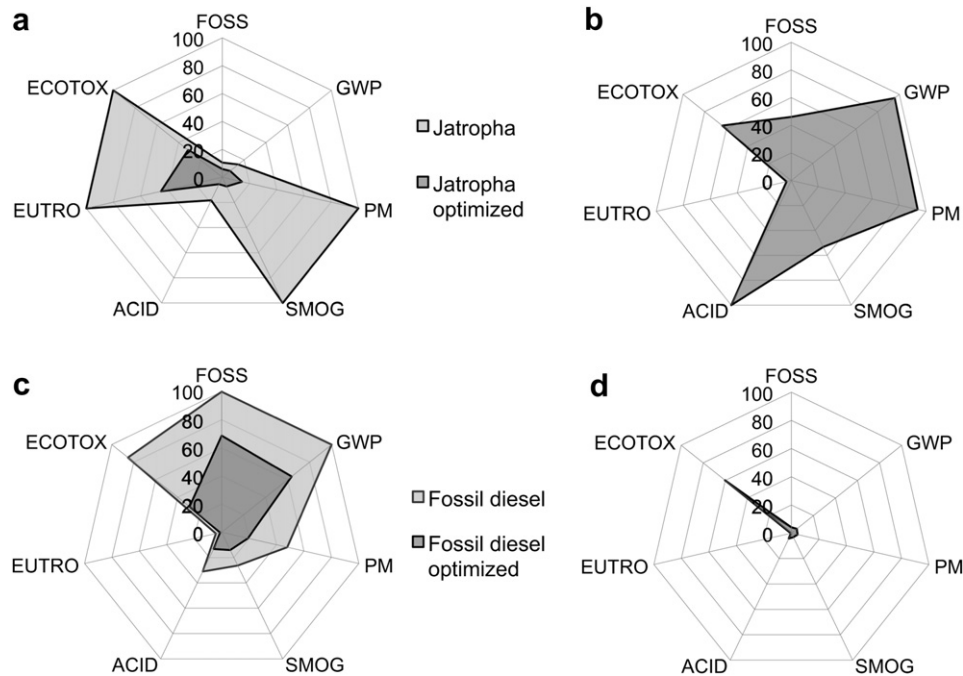 a
FOSS
100
80
60
40
20
0
GWP
PM
SMOG
ACID
EUTRO
ECOTOX
Jatropha
Jatropha
optimized
b
FOSS
100
80
60
40
20
0
GWP
PM
SMOG
ACID
EUTRO
ECOTOX
c
FOSS
100
80
60
40
20
0
GWP
PM
SMOG
ACID
EUTRO
ECOTOX
Fossil diesel
Fossil diesel
optimized
d
FOSS
100
80
60
40
20
0
GWP
PM
SMOG
ACID
EUTRO
ECOTOX